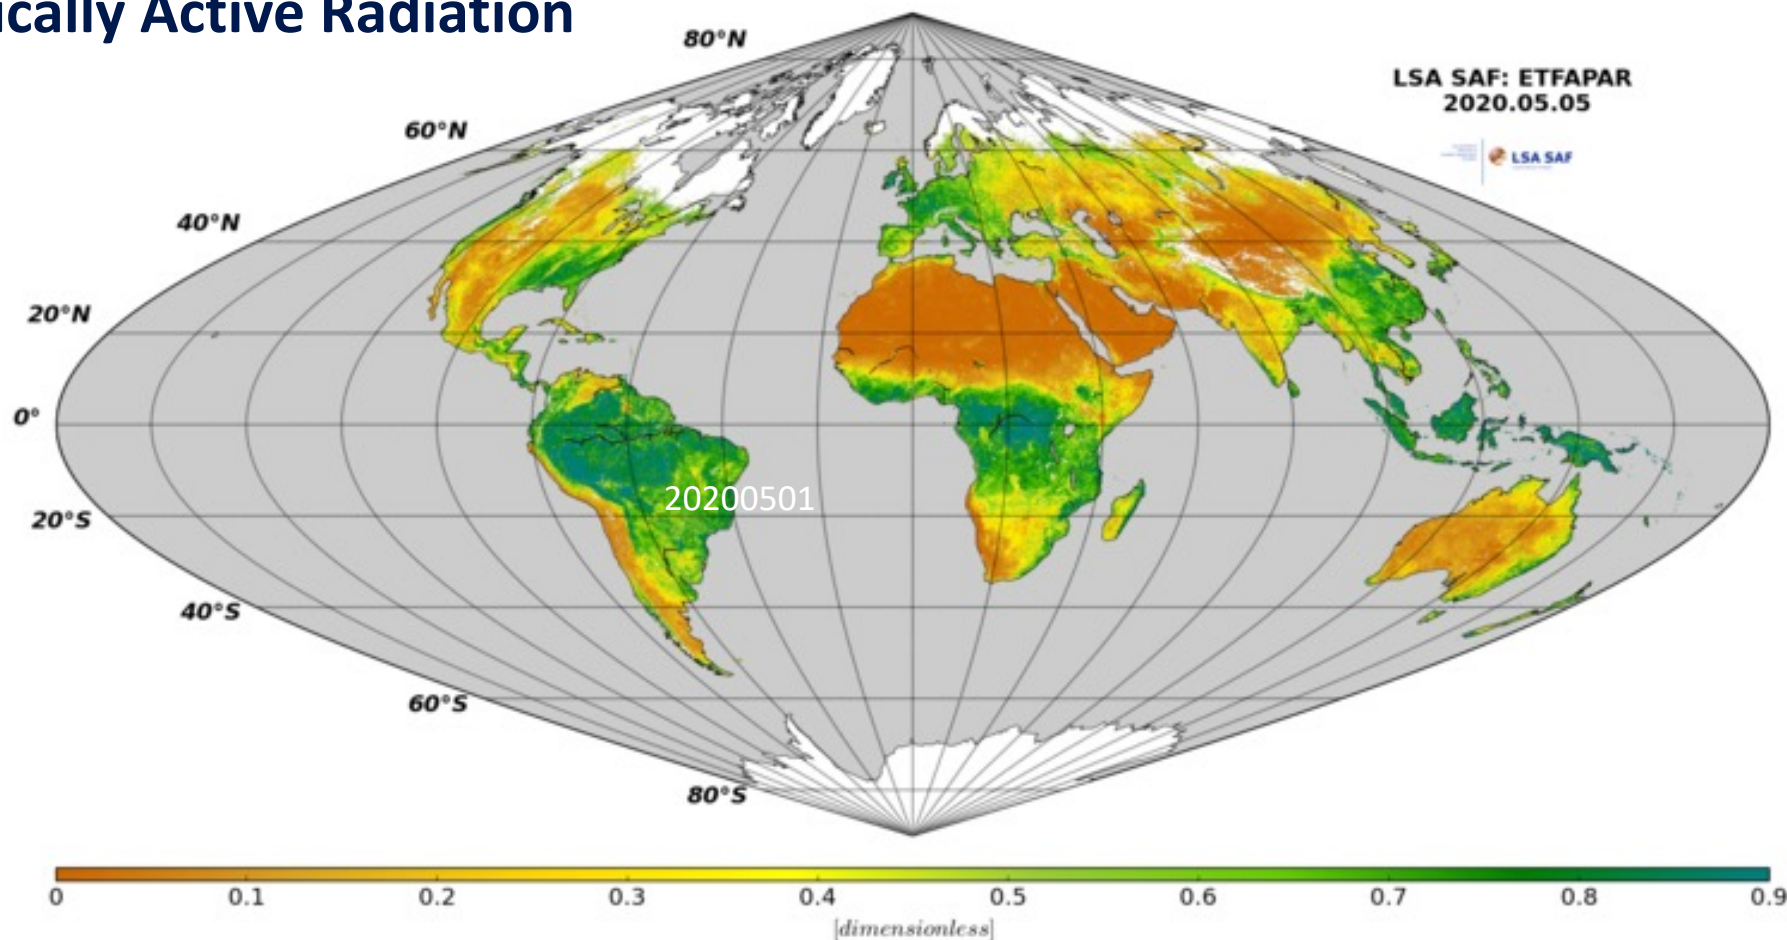 ically Active Radiation
LSA SAF: ETFAPAR
2020.05.05
LSA SAF
80°N
60°N
40°N
20°N
0°
20°S
40°S
60°S
80°S
20200501
0 0.1 0.2 0.3 0.4 0.5 0.6 0.7 0.8 0.9
[dimensionless]